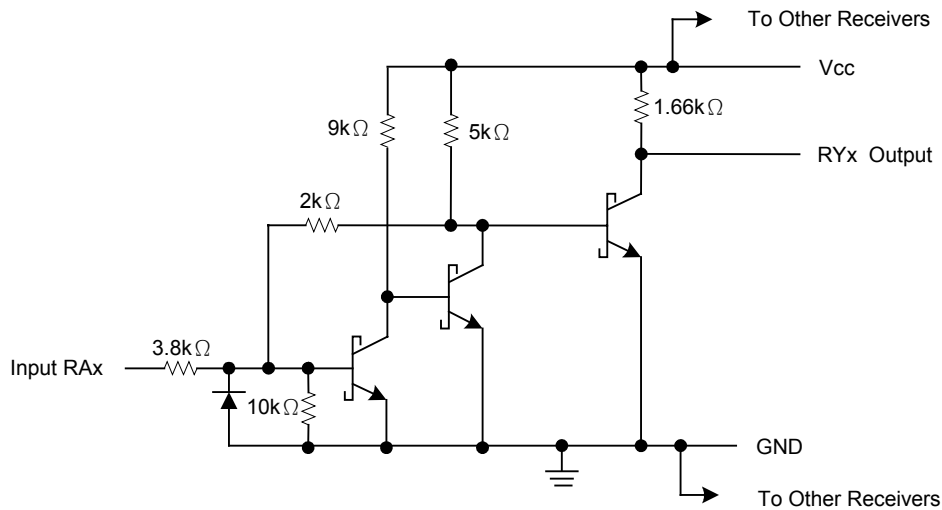 To Other Receivers
Vcc
9kΩ
5kΩ
1.66kΩ
RYx Output
2kΩ
Input RAx
3.8kΩ
10kΩ
GND
To Other Receivers